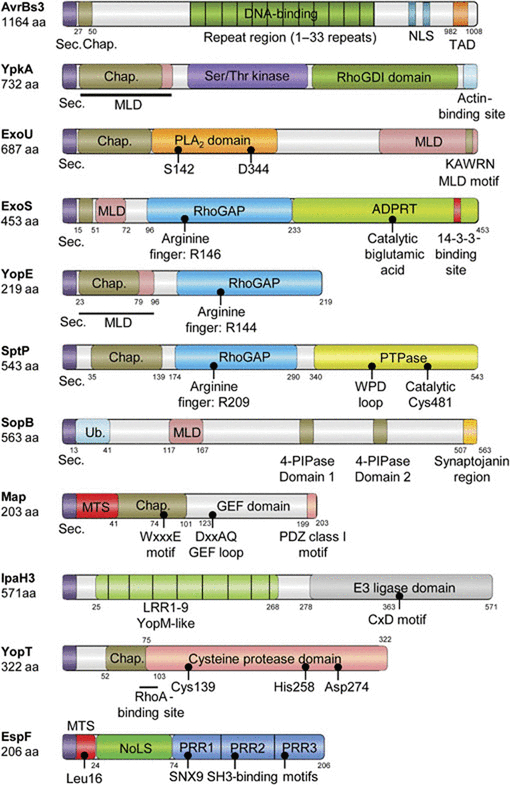 AvrBs3
1164 aa
DNA-binding
27 50
982 1008
Sec. Chap.
Repeat region (1–33 repeats)
NLS
TAD
YpkA
732 aa
Chap.
Ser/Thr kinase
RhoGDI domain
Sec.
MLD
Actin-
binding site
ExoU
687 aa
Chap.
PLA2 domain
MLD
Sec.
S142
D344
KAWRN
MLD motif
ExoS
453 aa
MLD
RhoGAP
ADPRT
15 51 72 96 233 453
Sec.
Arginine
finger: R146
Catalytic
biglutamic
acid
14-3-3-
binding
site
YopE
219 aa
Chap.
RhoGAP
23 79 96 219
Sec.
MLD
Arginine
finger: R144
SptP
543 aa
Chap.
RhoGAP
PTPase
35 139 174 290 340 543
Sec.
Arginine
finger: R209
WPD
loop
Catalytic
Cys481
SopB
563 aa
Ub.
MLD
13 41 117 167 507 563
Sec.
4-PIPase
Domain 1
4-PIPase
Domain 2
Synaptojanin
region
Map
203 aa
MTS
Chap.
GEF domain
41 74 101 123 199 203
Sec.
WxxxE
motif
DxxAQ
GEF loop
PDZ class I
motif
IpaH3
571aa
E3 ligase domain
25 268 278 363 571
LRR1-9
YopM-like
CxD motif
YopT
322 aa
75 322
Chap.
Cysteine protease domain
52 103
RhoA-
binding site
Cys139
His258
Asp274
EspF
206 aa
MTS
NoLS
PRR1
PRR2
PRR3
24 74 206
Leu16
SNX9
SH3-binding motifs